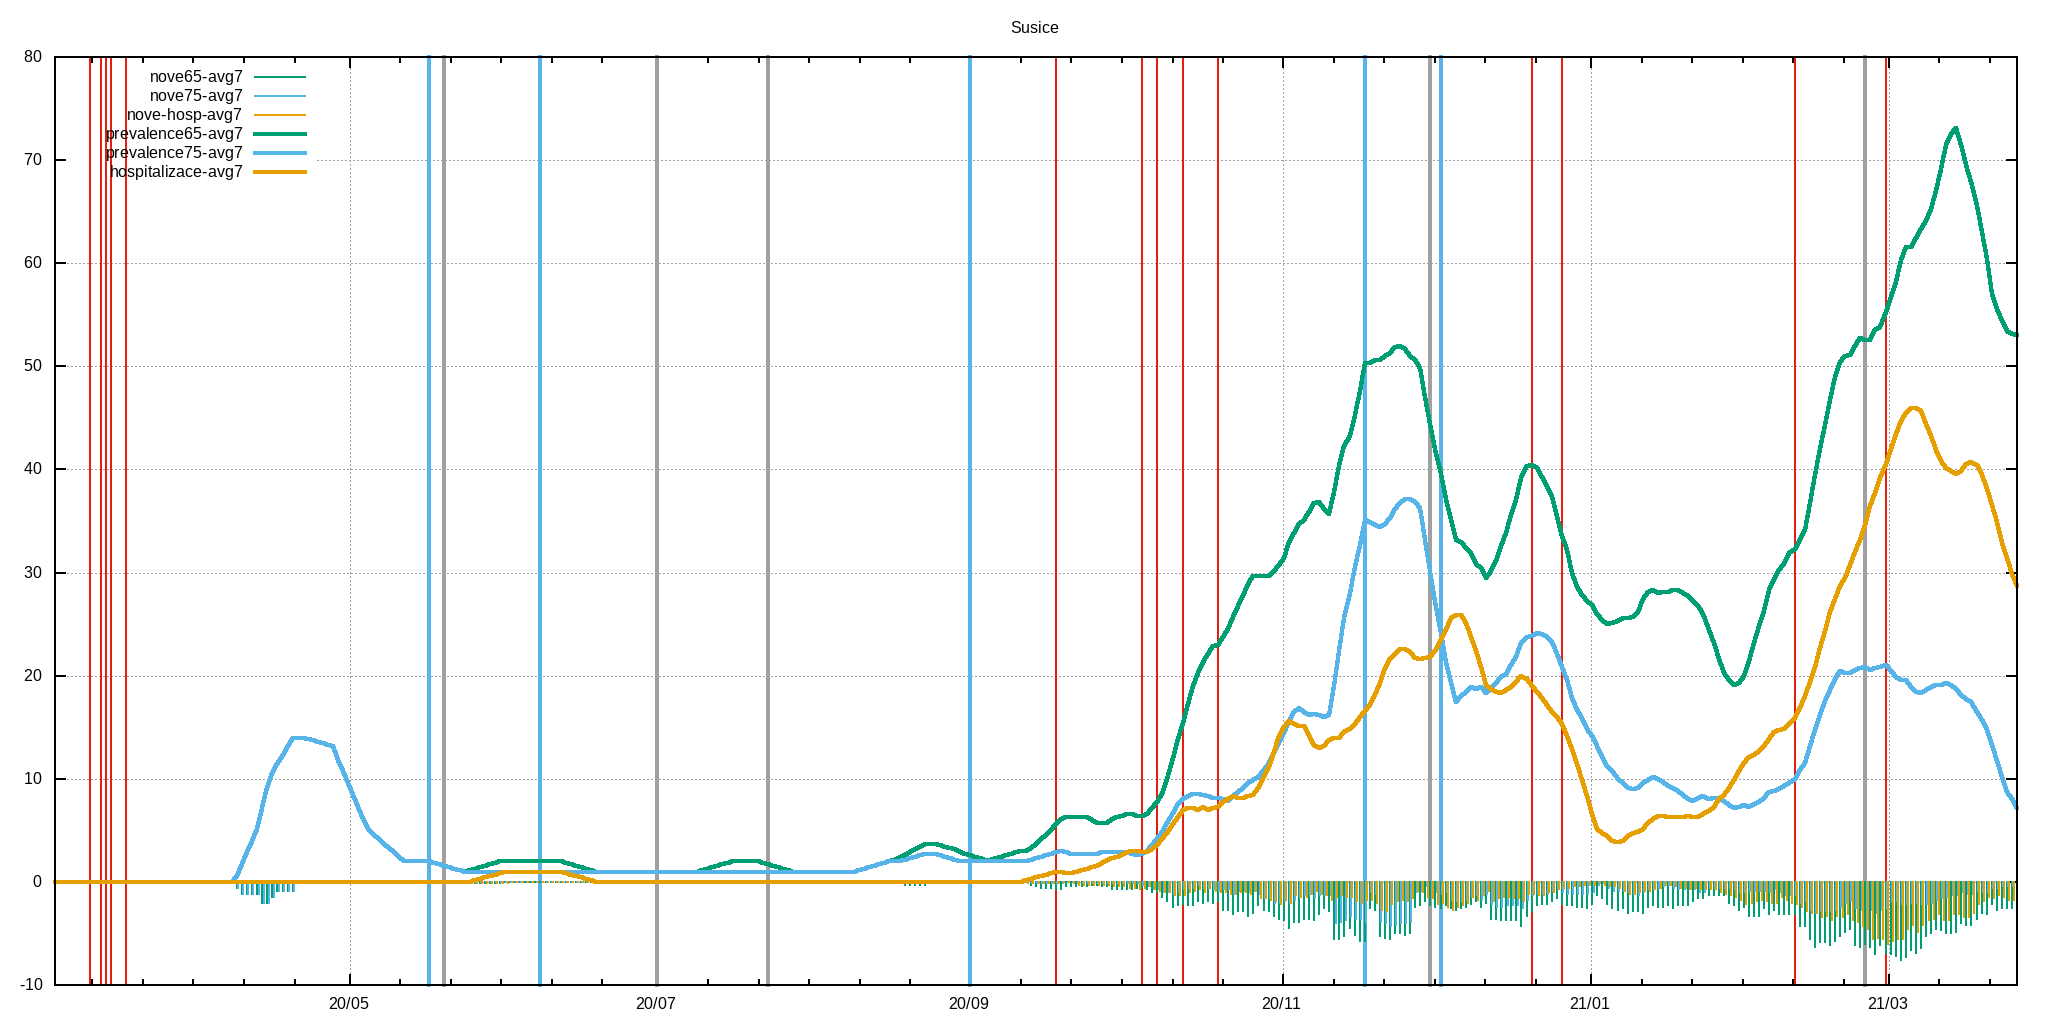 Susice
80
70
60
50
40
30
20
10
0
-10
nove65-avg7
nove75-avg7
nove-hosp-avg7
prevalence65-avg7
prevalence75-avg7
hospitalizace-avg7
20/05 20/07 20/09 20/11 21/01 21/03